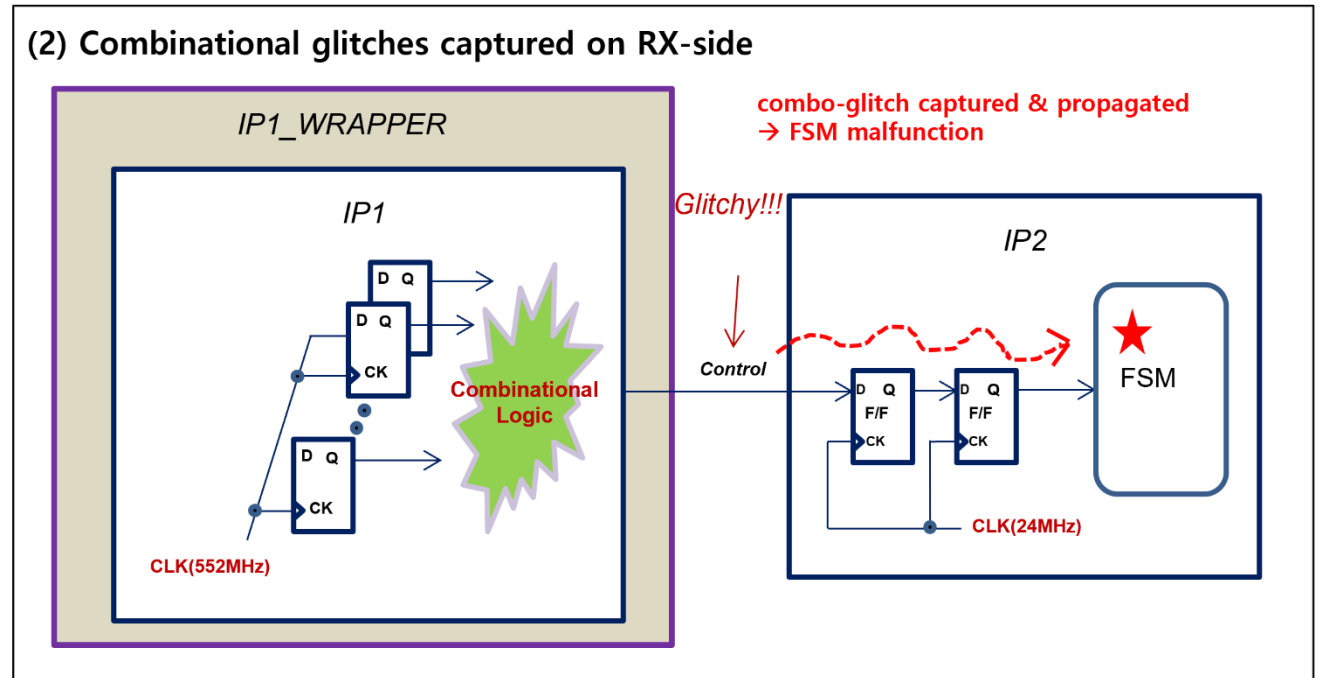 (2) Combinational glitches captured on RX-side
IP1_WRAPPER
combo-glitch captured & propagated
→ FSM malfunction
IP1
Glitchy!!!
IP2
D Q
D Q
CK
Combinational
Logic
Control
D Q
F/F
CK
D Q
F/F
CK
FSM
D Q
CK
CLK(552MHz)
CLK(24MHz)